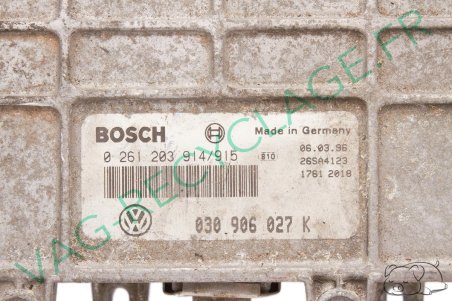 BOSCH
Made in Germany
0 261 203 914/915
810
06.03.96
26SA4123
1761 2018
030 906 027 K
VAG-RECYCLAGE.FR